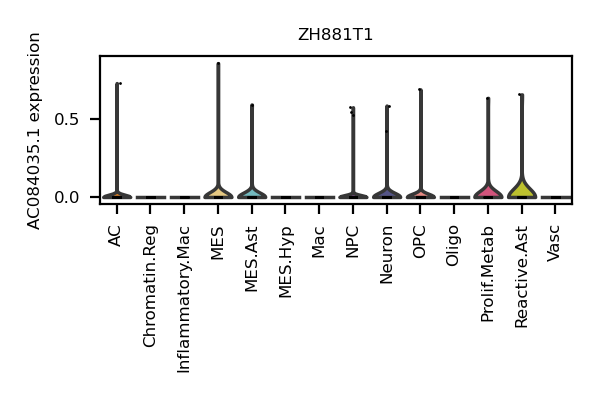 ZH881T1
AC084035.1 expression
0.5
0.0
AC
Chromatin.Reg
Inflammatory.Mac
MES
MES.Ast
MES.Hyp
Mac
NPC
Neuron
OPC
Oligo
Prolif.Metab
Reactive.Ast
Vasc